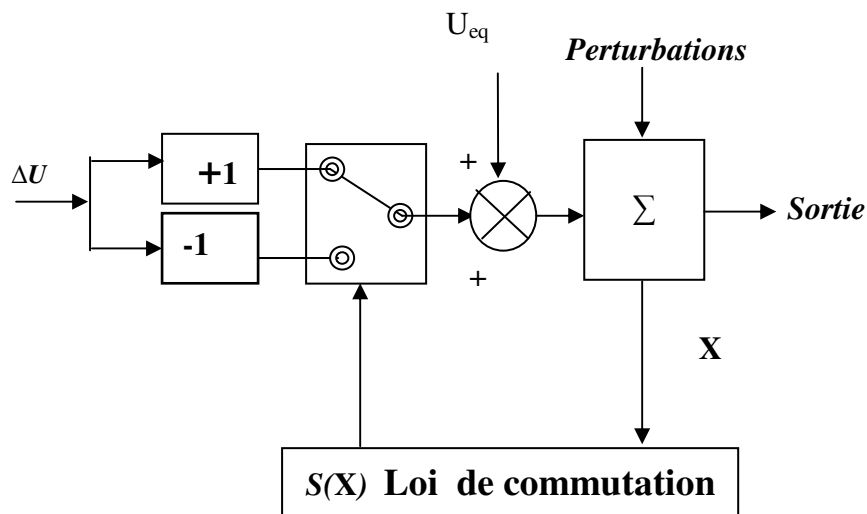 U_eq
Perturbations
ΔU
+1
-1
+
+
Σ
Sortie
X
S(X) Loi de commutation